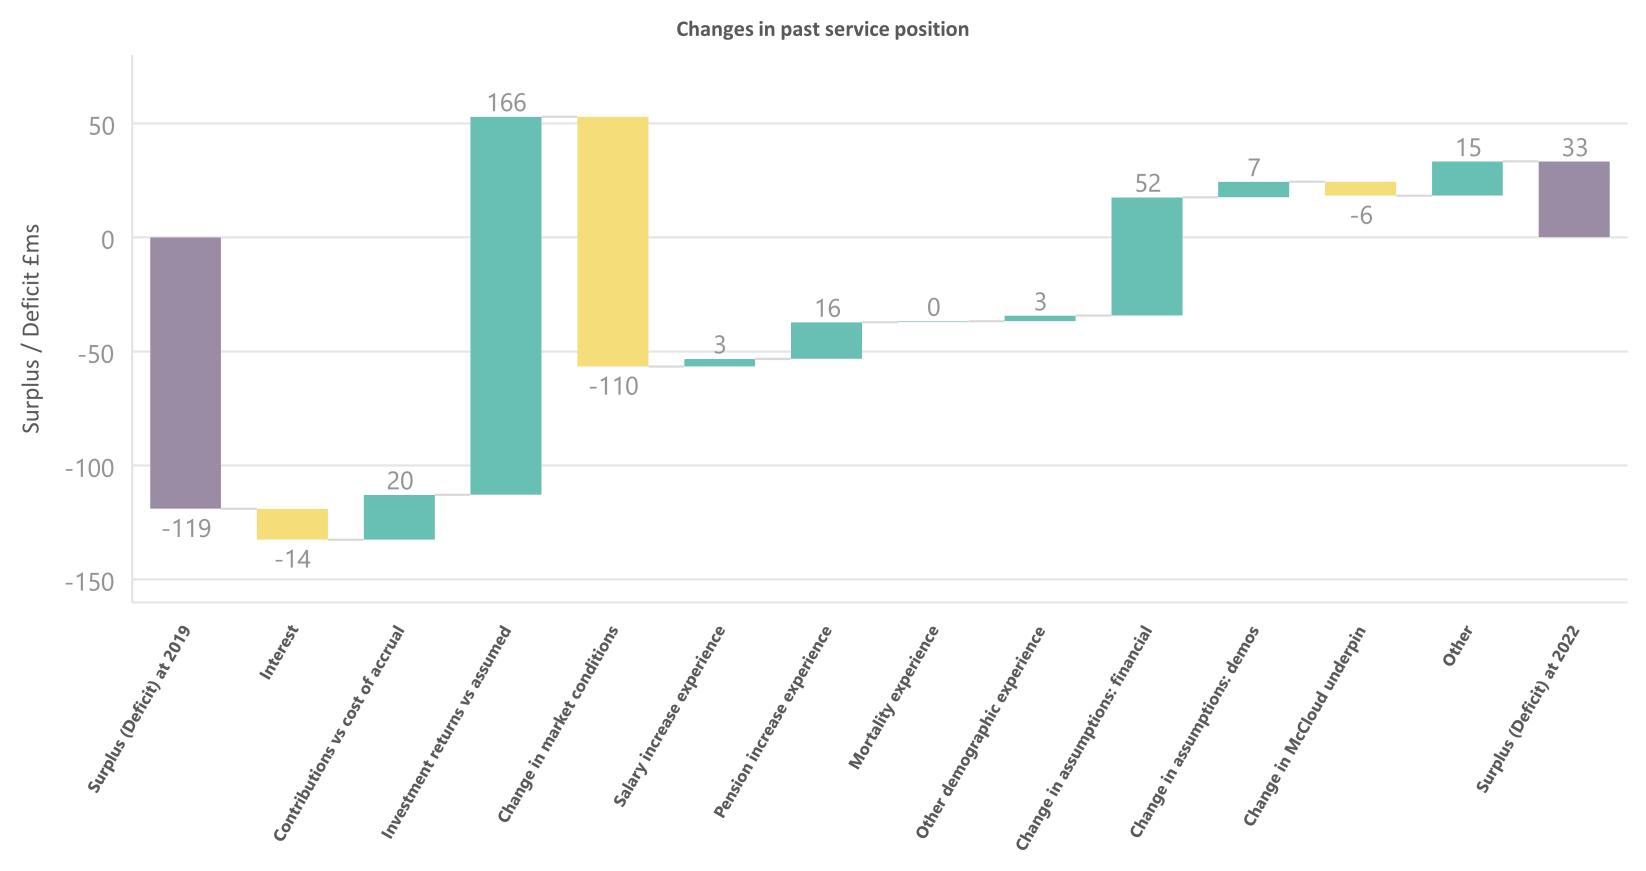 Changes in past service position
Surplus / Deficit £ms
50
0
-50
-100
-150
-119
-14
20
166
-110
3
16
0
3
52
7
-6
15
33
Surplus (Deficit) at 2019
Interest
Contributions vs cost of accrual
Investment returns vs assumed
Change in market conditions
Salary increase experience
Pension increase experience
Mortality experience
Other demographic experience
Change in assumptions: financial
Change in assumptions: demos
Change in McCloud underpin
Other
Surplus (Deficit) at 2022